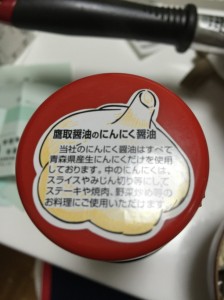 鷹取醤油のにんにく醤油
当社のにんにく醤油はすべて
青森県産生にんにくだけを使用
しております。中のにんにくは、
スライスやみじん切り等にして
ステーキや焼肉、野菜炒め等の
お料理にご使用いただけます。